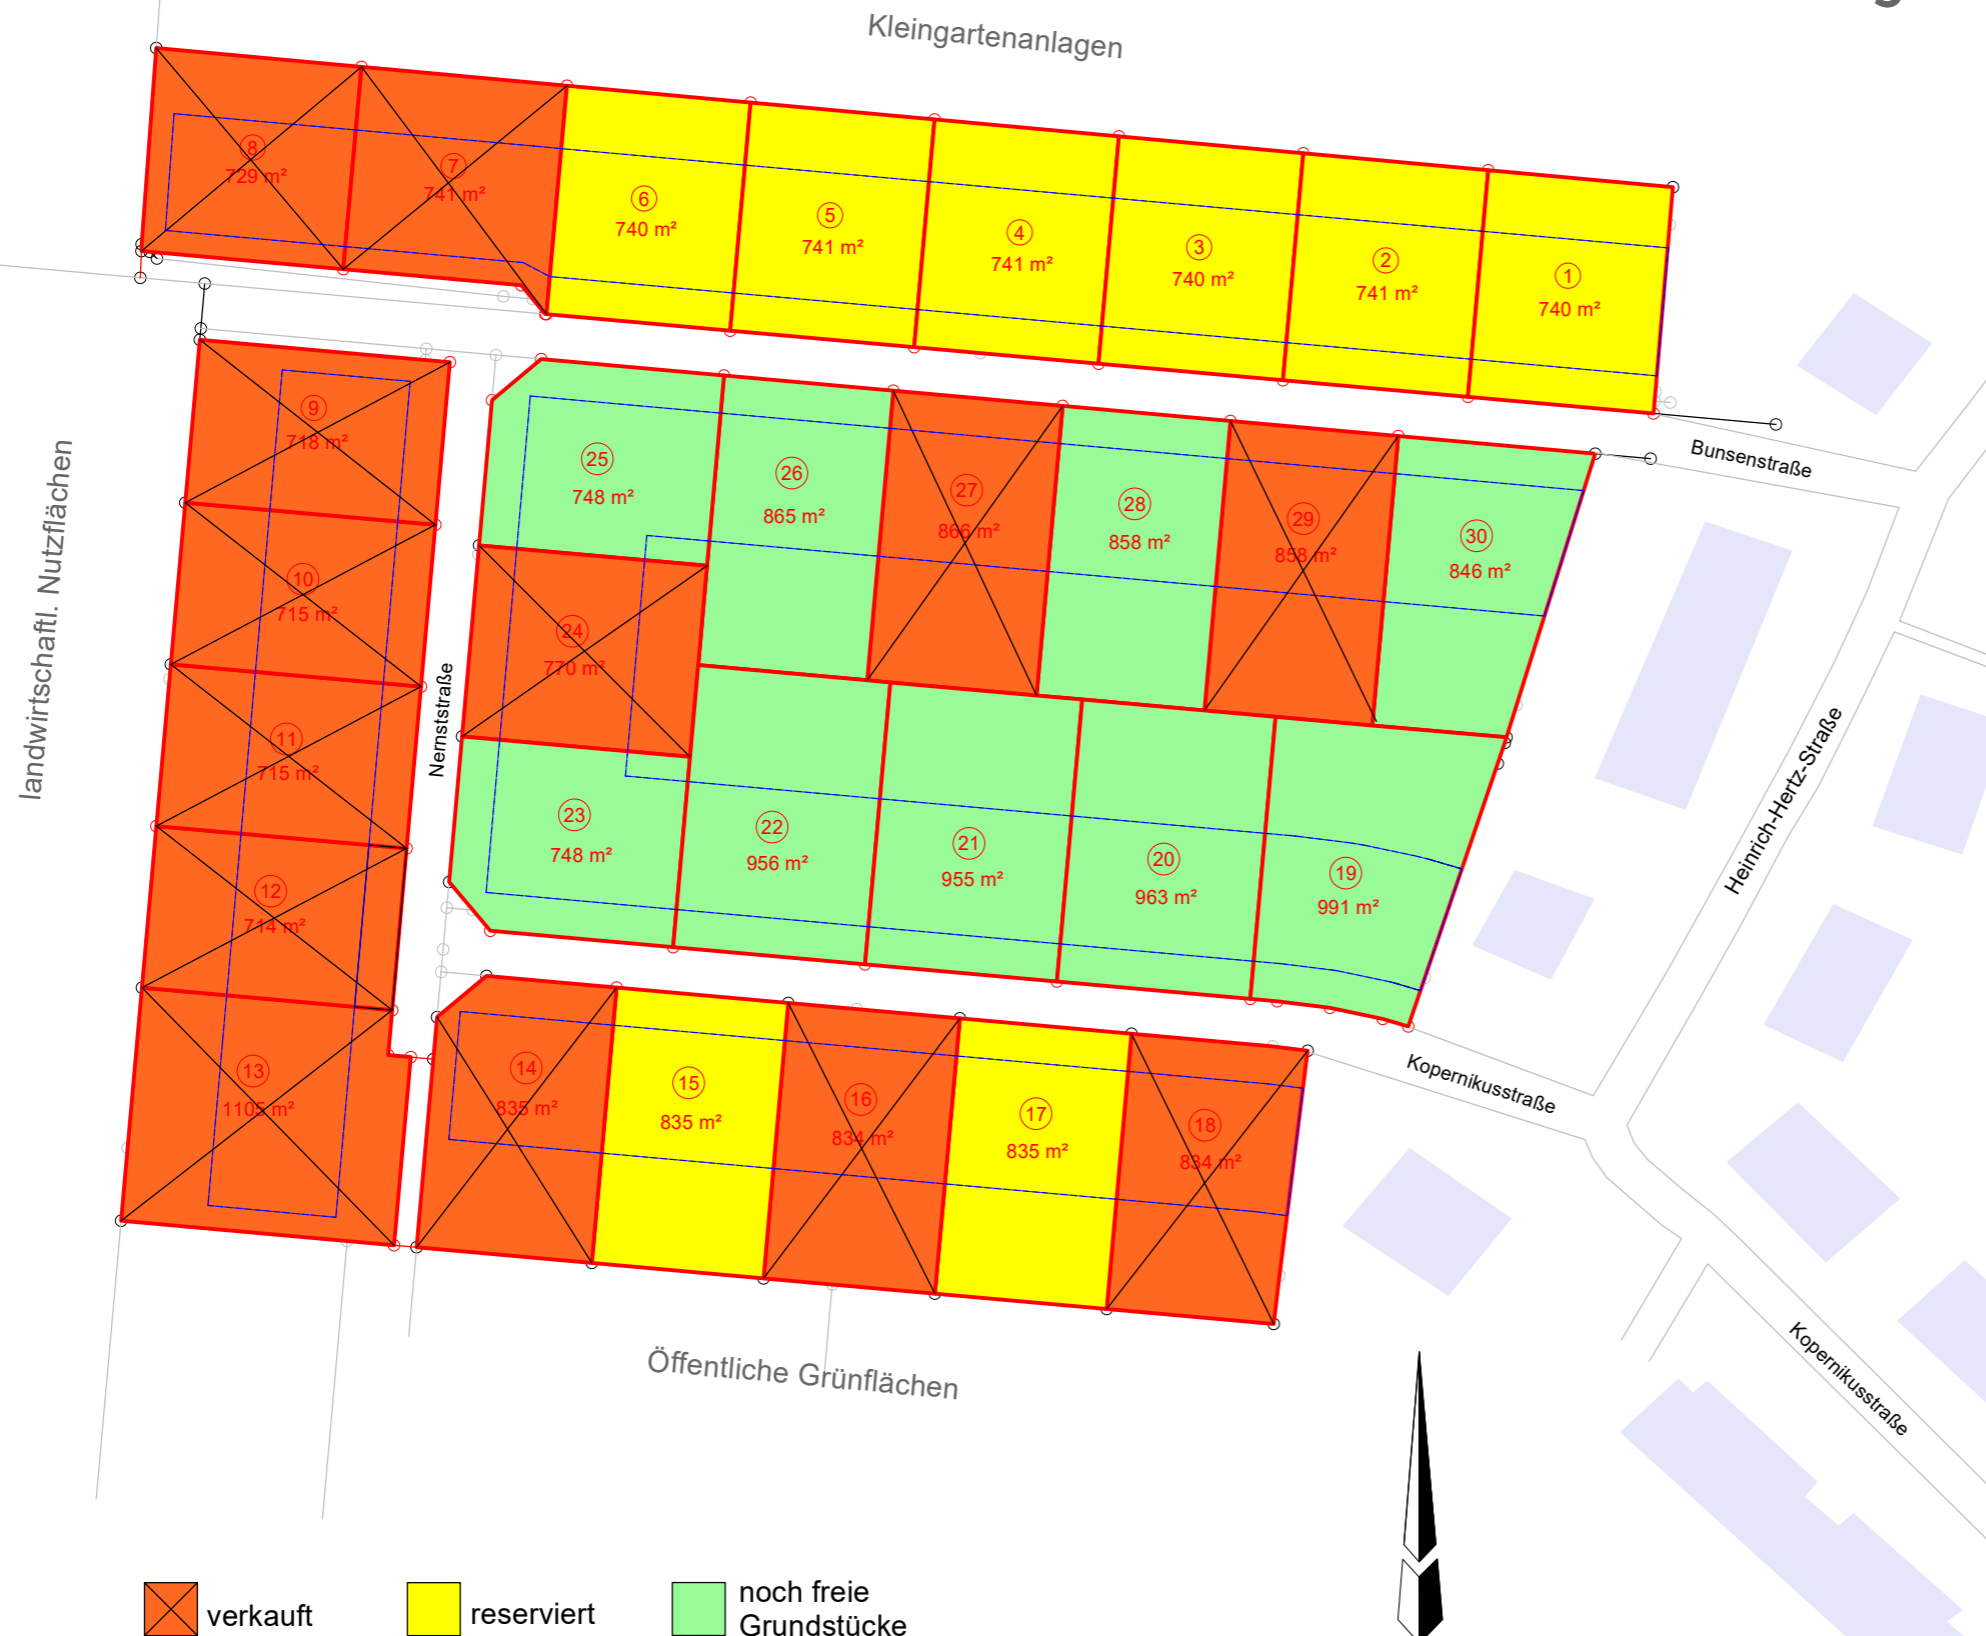 Kleingartenanlagen
8
729 m²
7
741 m²
6
740 m²
5
741 m²
4
741 m²
3
740 m²
2
741 m²
1
740 m²
Bunsenstraße
landwirtschaftl. Nutzflächen
9
718 m²
10
715 m²
11
715 m²
12
714 m²
13
1105 m²
Nernststraße
25
748 m²
26
865 m²
27
866 m²
28
858 m²
29
858 m²
30
846 m²
24
770 m²
23
748 m²
22
956 m²
21
955 m²
20
963 m²
19
991 m²
Heinrich-Hertz-Straße
14
835 m²
15
835 m²
16
834 m²
17
835 m²
18
834 m²
Kopernikusstraße
Kopernikusstraße
Öffentliche Grünflächen
verkauft
reserviert
noch freie
Grundstücke